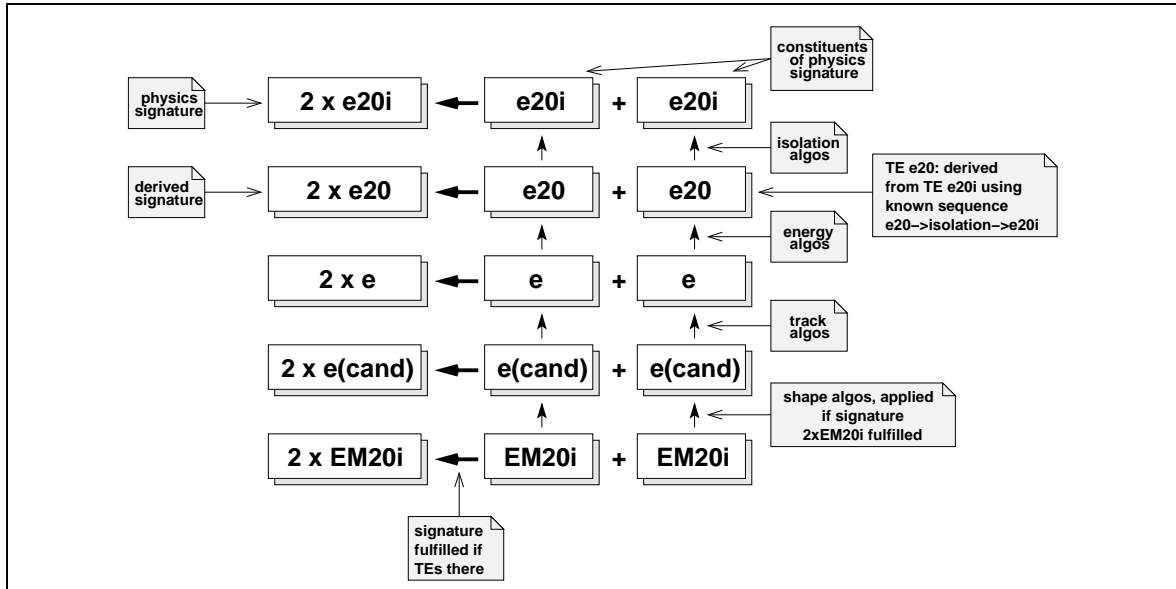 constituents
of physics
signature
physics
signature
2 x e20i
e20i + e20i
isolation
algos
derived
signature
2 x e20
e20 + e20
TE e20: derived
from TE e20i using
known sequence
e20->isolation->e20i
energy
algos
2 x e
e + e
track
algos
2 x e(cand)
e(cand) + e(cand)
shape algos, applied
if signature
2xEM20i fulfilled
2 x EM20i
EM20i + EM20i
signature
fulfilled if
TEs there